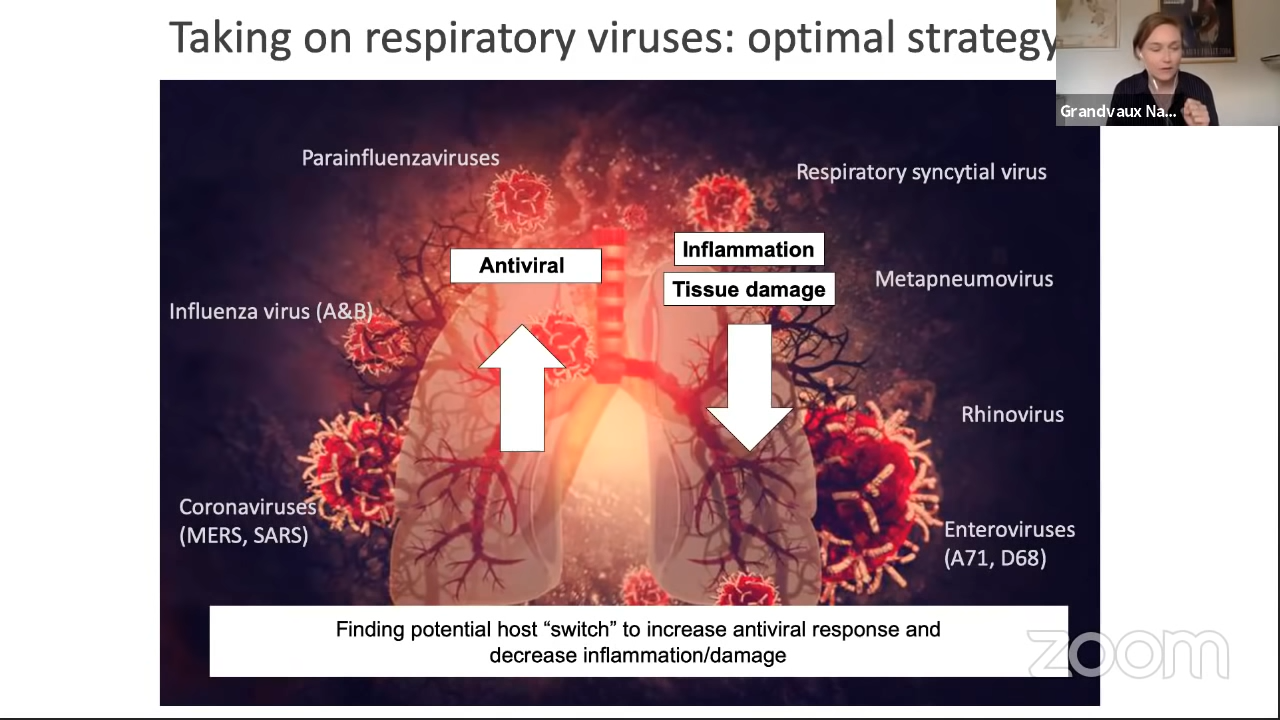 Taking on respiratory viruses: optimal strategy
Grandvaux Na...
Parainfluenzaviruses
Respiratory syncytial virus
Antiviral
Inflammation
Tissue damage
Metapneumovirus
Influenza virus (A&B)
Rhinovirus
Coronaviruses
(MERS, SARS)
Enteroviruses
(A71, D68)
Finding potential host “switch” to increase antiviral response and
decrease inflammation/damage
zoom